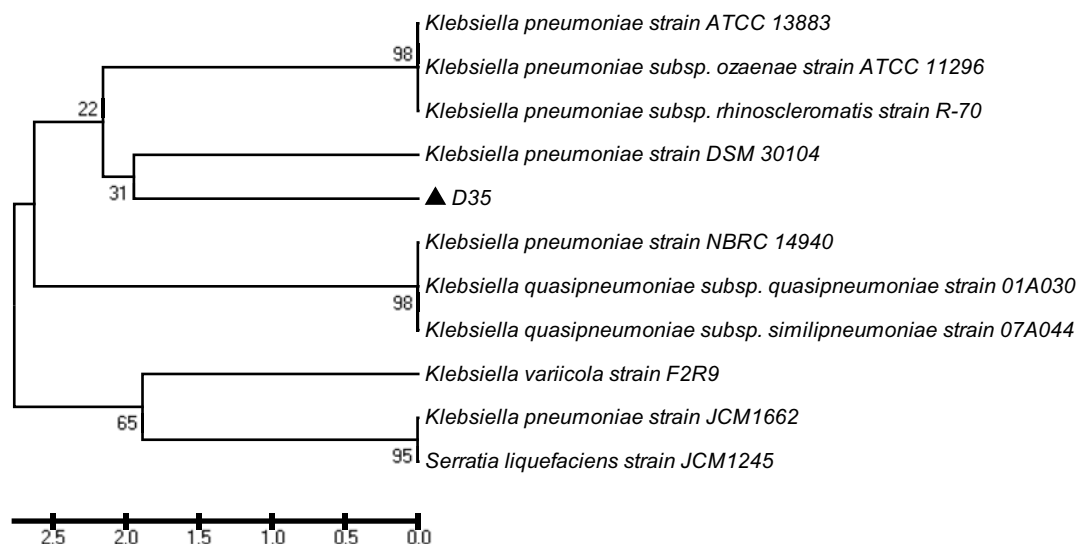 Klebsiella pneumoniae strain ATCC 13883
98
Klebsiella pneumoniae subsp. ozaenae strain ATCC 11296
22
Klebsiella pneumoniae subsp. rhinoscleromatis strain R-70
Klebsiella pneumoniae strain DSM 30104
31
▲ D35
Klebsiella pneumoniae strain NBRC 14940
Klebsiella quasipneumoniae subsp. quasipneumoniae strain 01A030
98
Klebsiella quasipneumoniae subsp. similipneumoniae strain 07A044
Klebsiella variicola strain F2R9
65
Klebsiella pneumoniae strain JCM1662
95
Serratia liquefaciens strain JCM1245
2.5 2.0 1.5 1.0 0.5 0.0